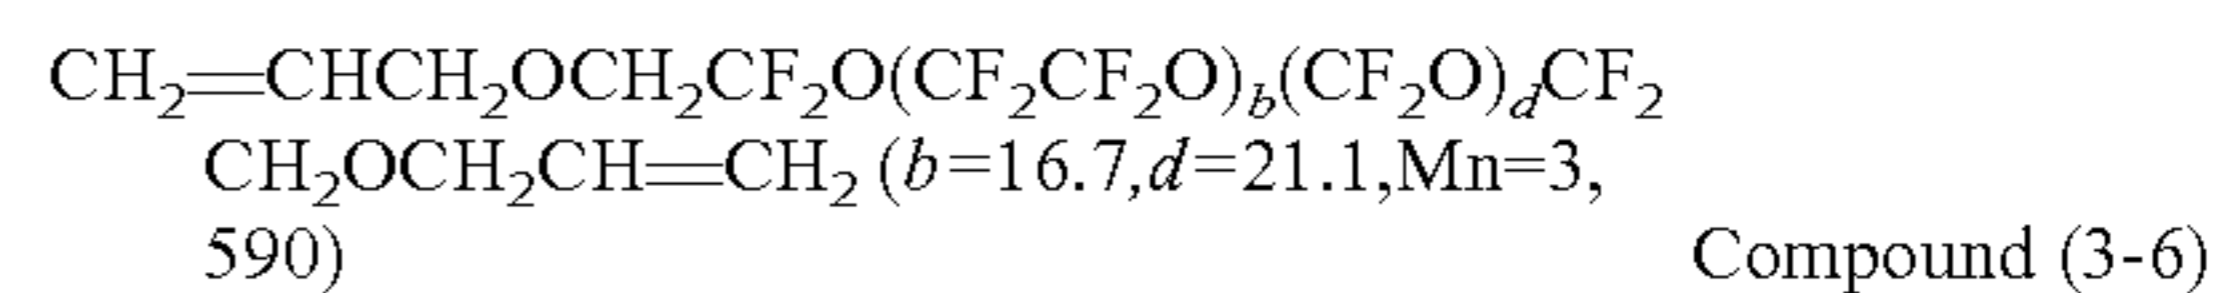 CH₂=CHCH₂OCH₂CF₂O(CF₂CF₂O)b(CF₂O)dCF₂
CH₂OCH₂CH=CH₂ (b=16.7,d=21.1,Mn=3,
590) Compound (3-6)